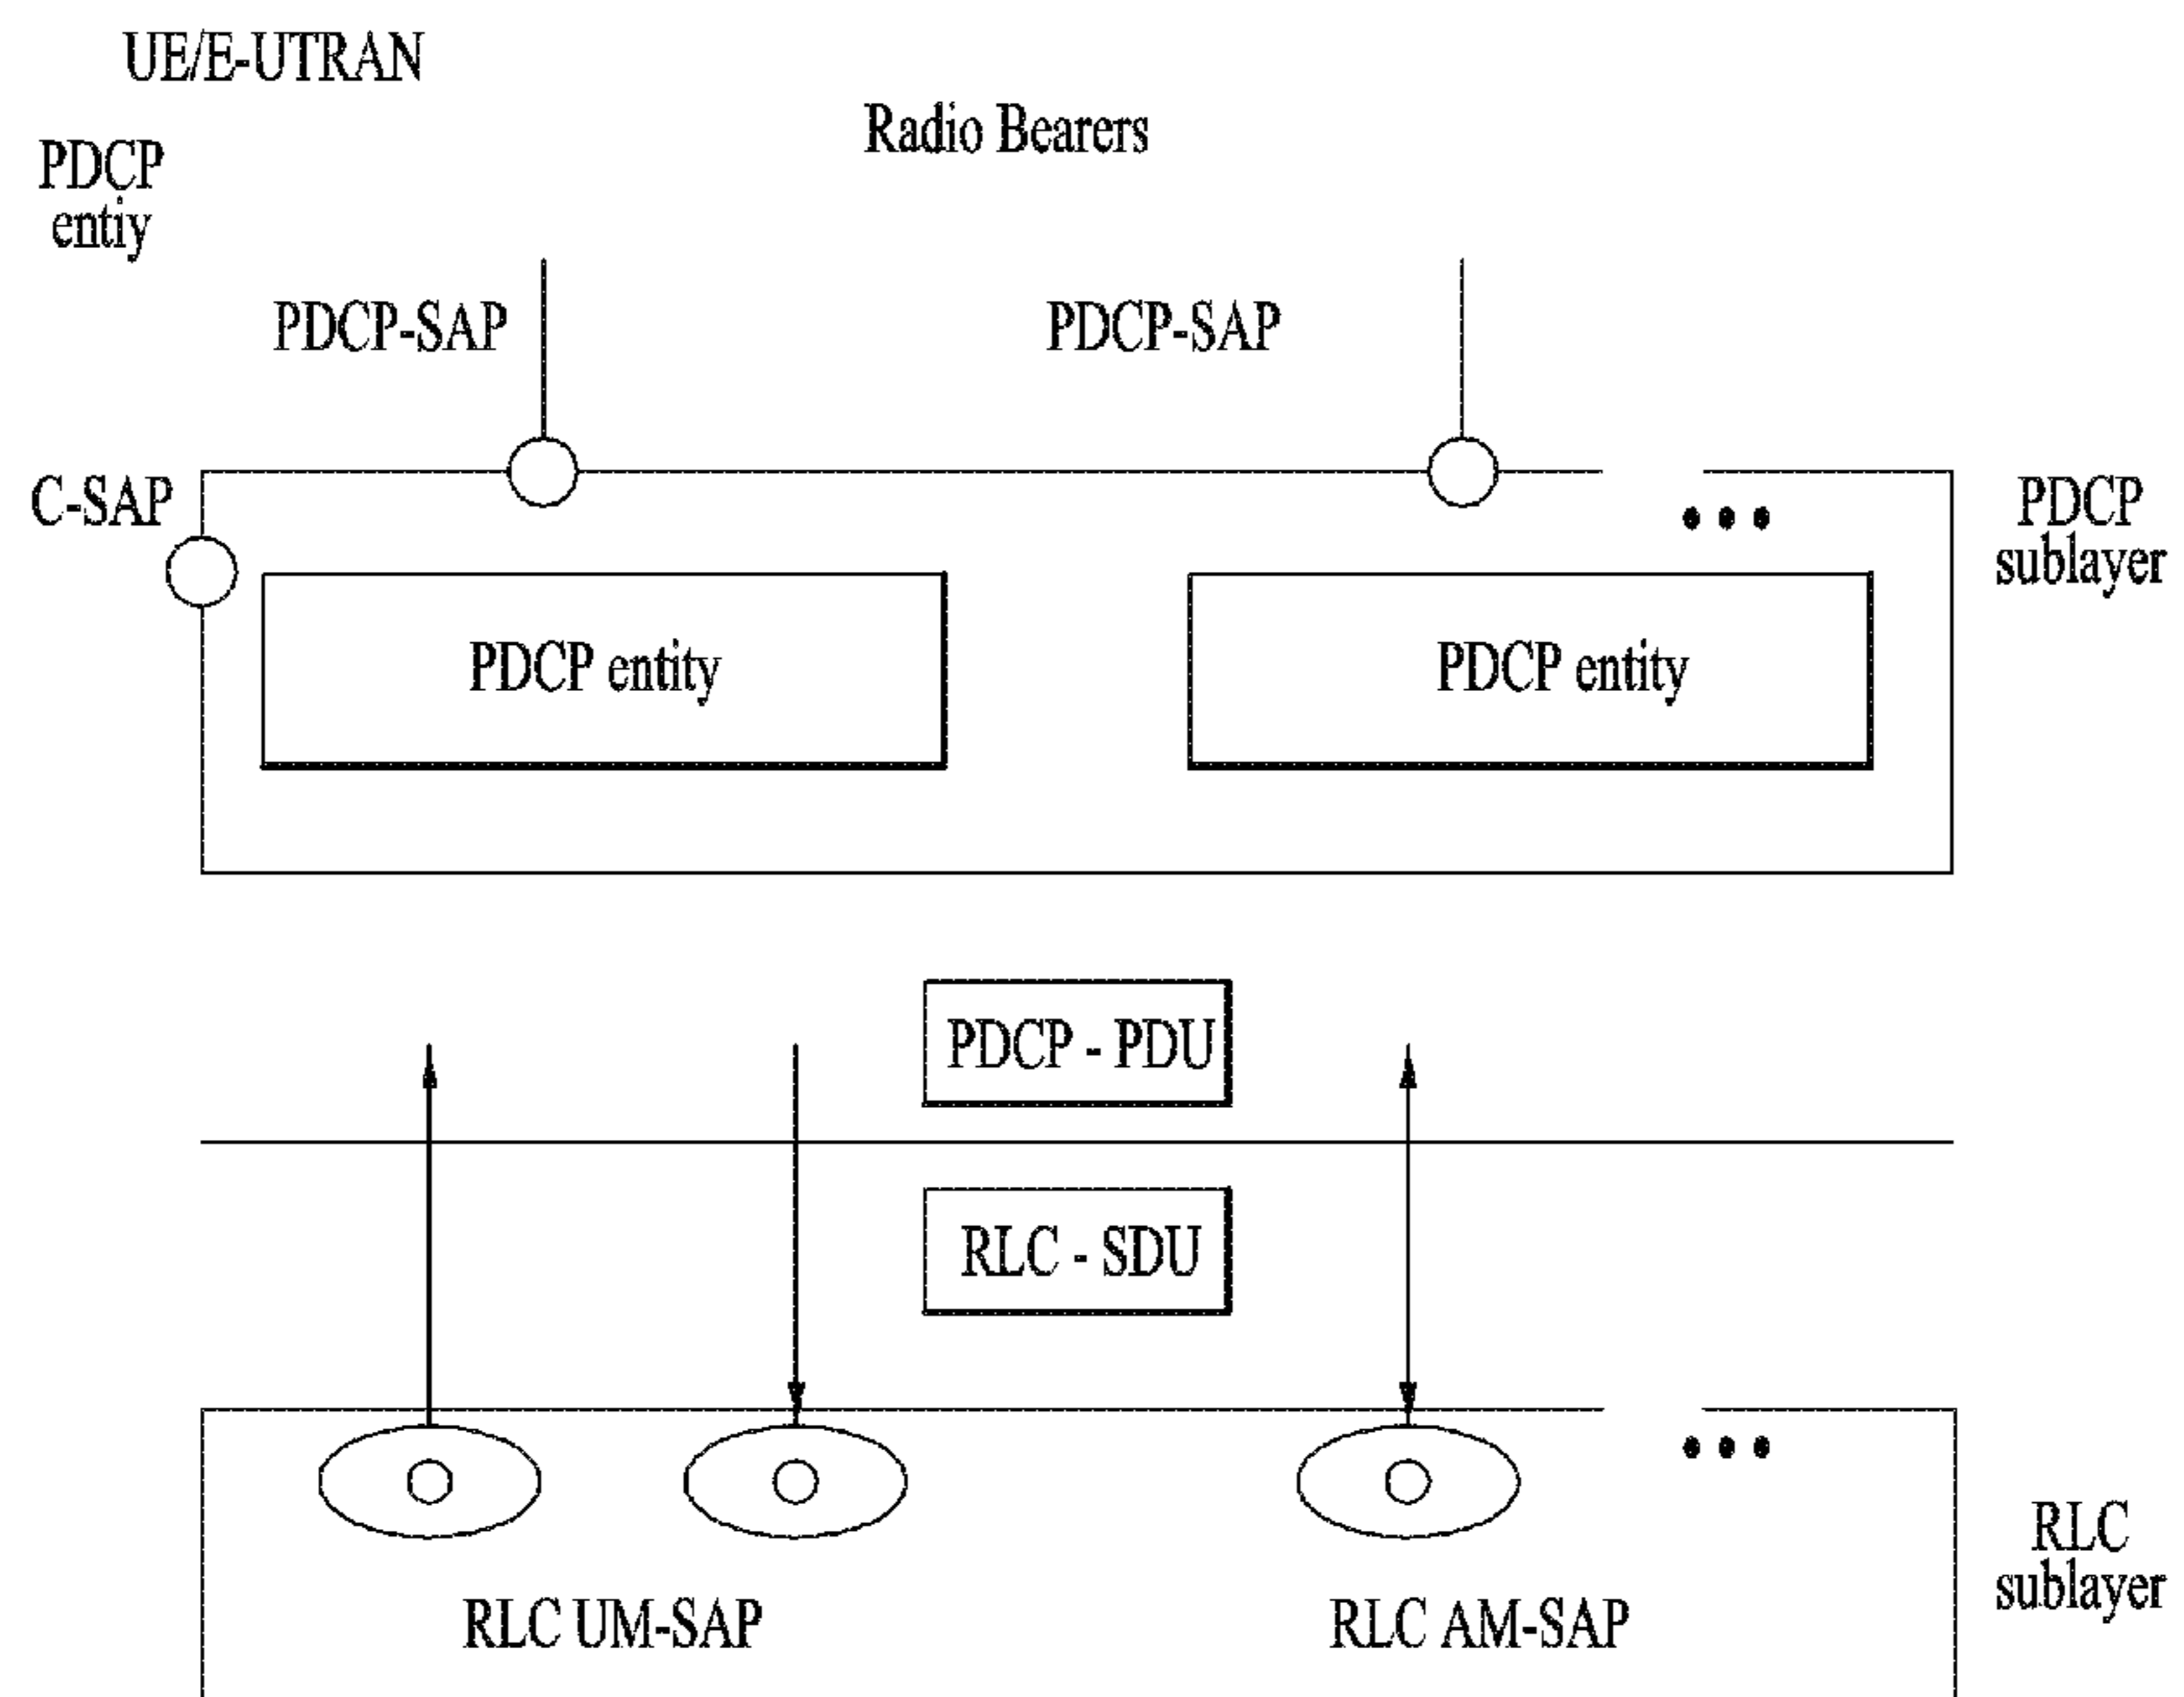 UE/E-UTRAN
Radio Bearers
PDCP
entiy
PDCP-SAP
PDCP-SAP
C-SAP
PDCP
sublayer
PDCP entity
PDCP entity
PDCP - PDU
RLC - SDU
RLC
sublayer
RLC UM-SAP
RLC AM-SAP